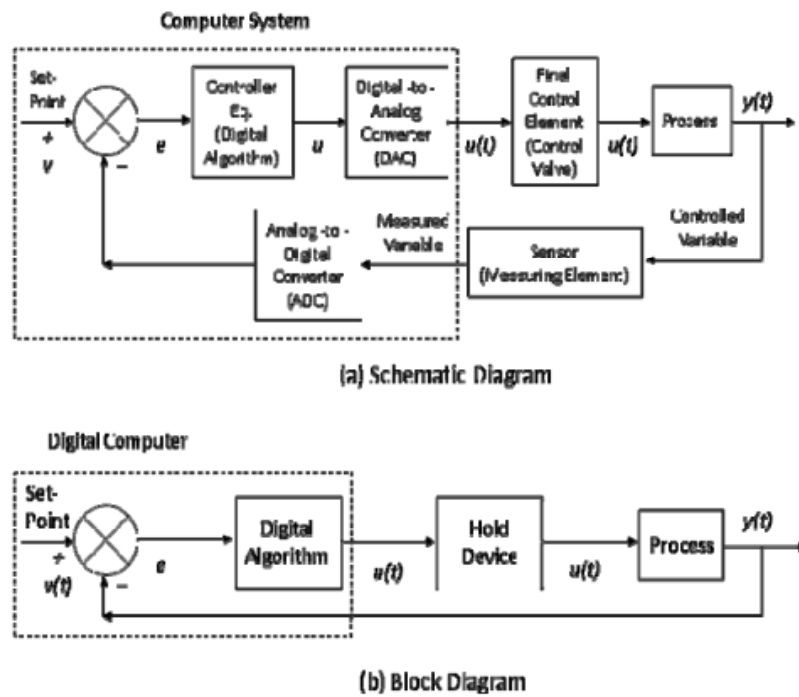 Computer System
Set-
Point
+
v
−
e
Controller
Eq.
(Digital
Algorithm)
u
Digital -to -
Analog
Converter
(DAC)
u(t)
Final
Control
Element
(Control
Valve)
u(t)
Process
y(t)
Analog -to -
Digital
Converter
(ADC)
Measured
Variable
Sensor
(Measuring Element)
Controlled
Variable
(a) Schematic Diagram
Digital Computer
Set-
Point
+
v(t)
−
e
Digital
Algorithm
u(t)
Hold
Device
u(t)
Process
y(t)
(b) Block Diagram